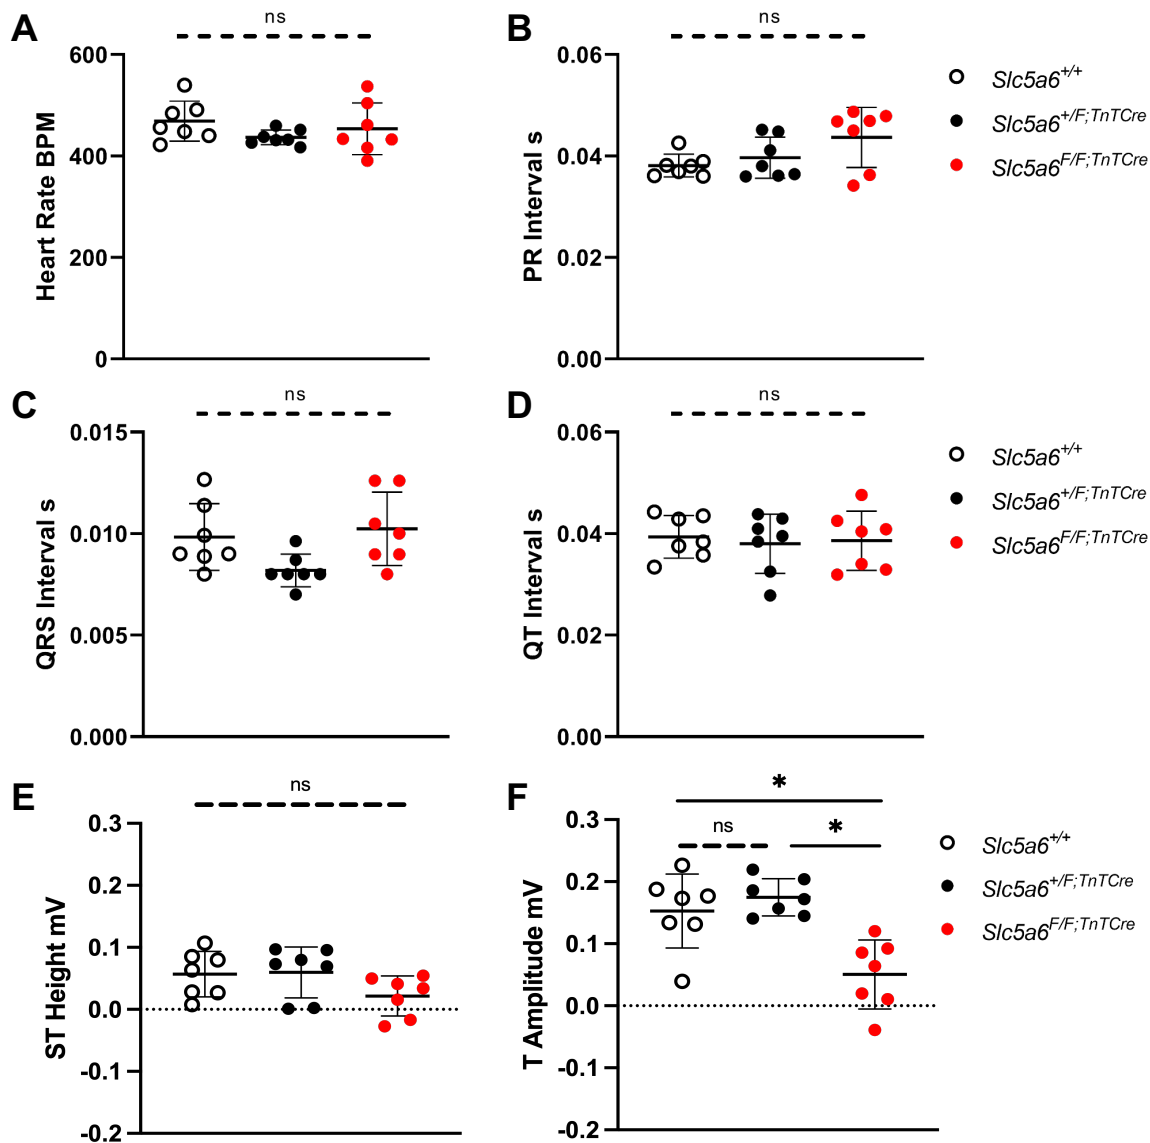 A
ns
600
400
200
0
Heart Rate BPM
B
ns
0.06
0.04
0.02
0.00
PR Interval s
Slc5a6+/+
Slc5a6+/F;TnTCre
Slc5a6F/F;TnTCre
C
ns
0.015
0.010
0.005
0.000
QRS Interval s
D
ns
0.06
0.04
0.02
0.00
QT Interval s
Slc5a6+/+
Slc5a6+/F;TnTCre
Slc5a6F/F;TnTCre
E
ns
0.3
0.2
0.1
0.0
-0.1
-0.2
ST Height mV
F
*
ns
*
0.3
0.2
0.1
0.0
-0.1
-0.2
T Amplitude mV
Slc5a6+/+
Slc5a6+/F;TnTCre
Slc5a6F/F;TnTCre